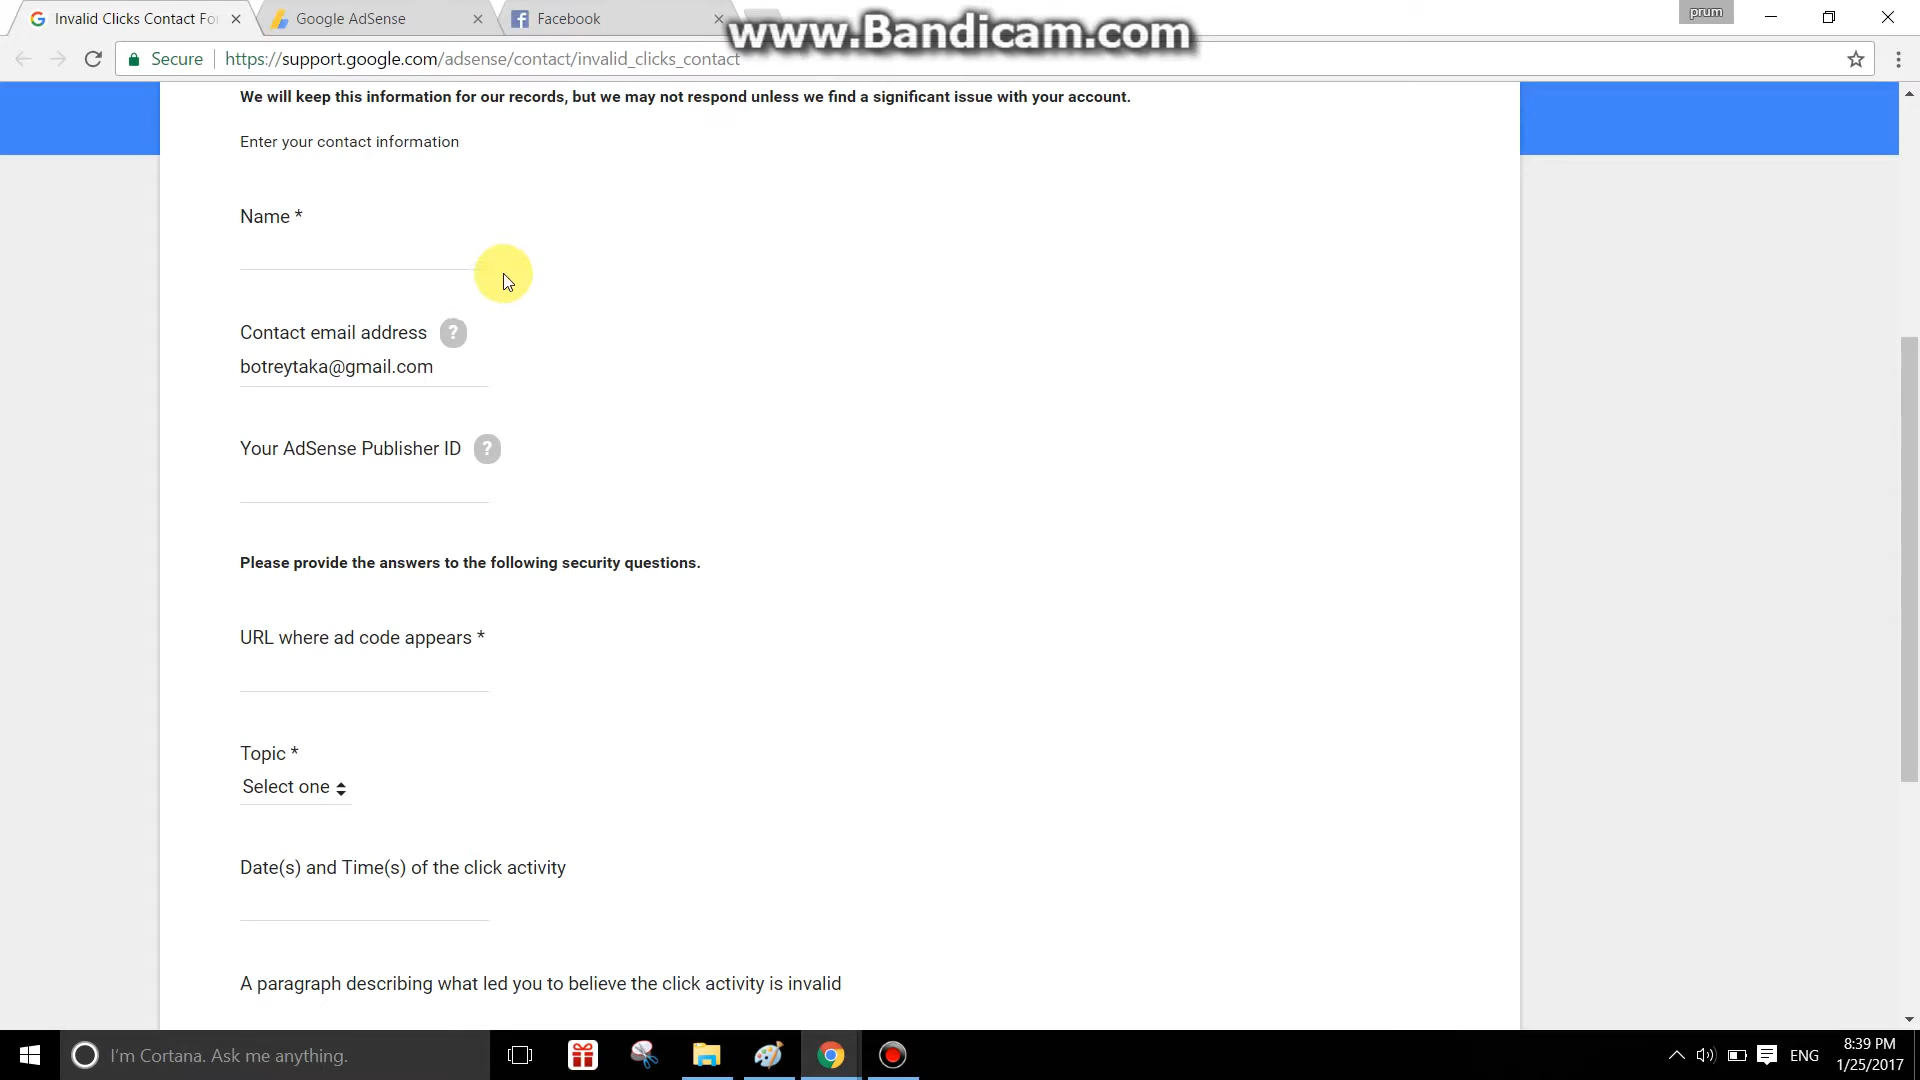 Invalid Clicks Contact Fo
Google AdSense
Facebook
www.Bandicam.com
prum
Secure
https://support.google.com/adsense/contact/invalid_clicks_contact
We will keep this information for our records, but we may not respond unless we find a significant issue with your account.
Enter your contact information
Name *
Contact email address ?
botreytaka@gmail.com
Your AdSense Publisher ID ?
Please provide the answers to the following security questions.
URL where ad code appears *
Topic *
Select one
Date(s) and Time(s) of the click activity
A paragraph describing what led you to believe the click activity is invalid
I'm Cortana. Ask me anything.
ENG
8:39 PM
1/25/2017